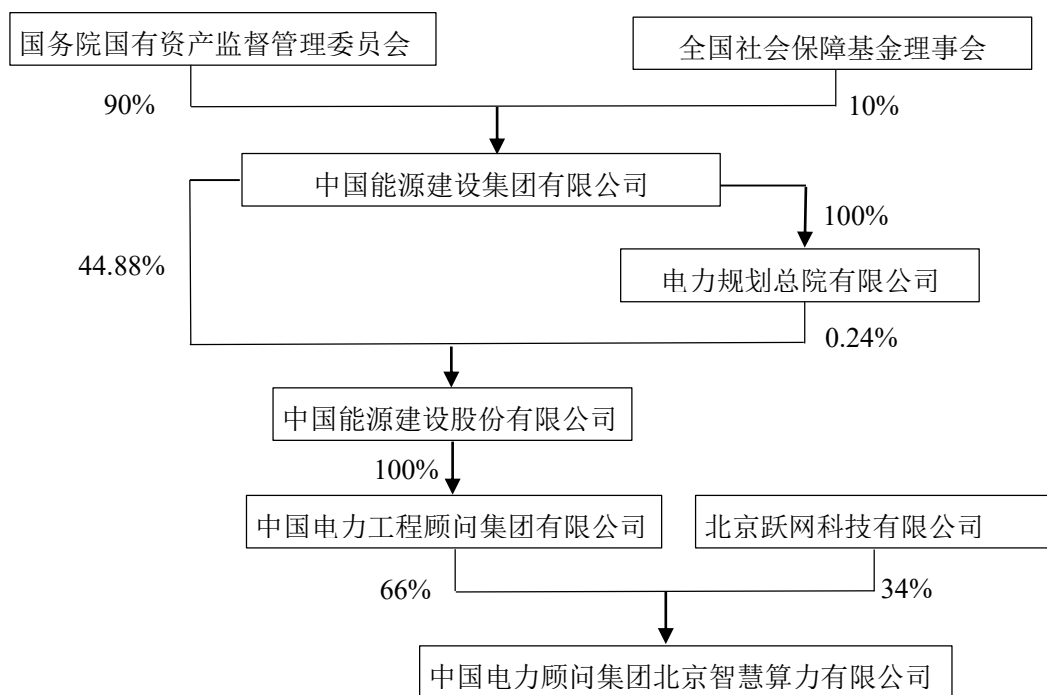 国务院国有资产监督管理委员会
全国社会保障基金理事会
90%
10%
中国能源建设集团有限公司
100%
44.88%
电力规划总院有限公司
0.24%
中国能源建设股份有限公司
100%
中国电力工程顾问集团有限公司
北京跃网科技有限公司
66%
34%
中国电力顾问集团北京智慧算力有限公司